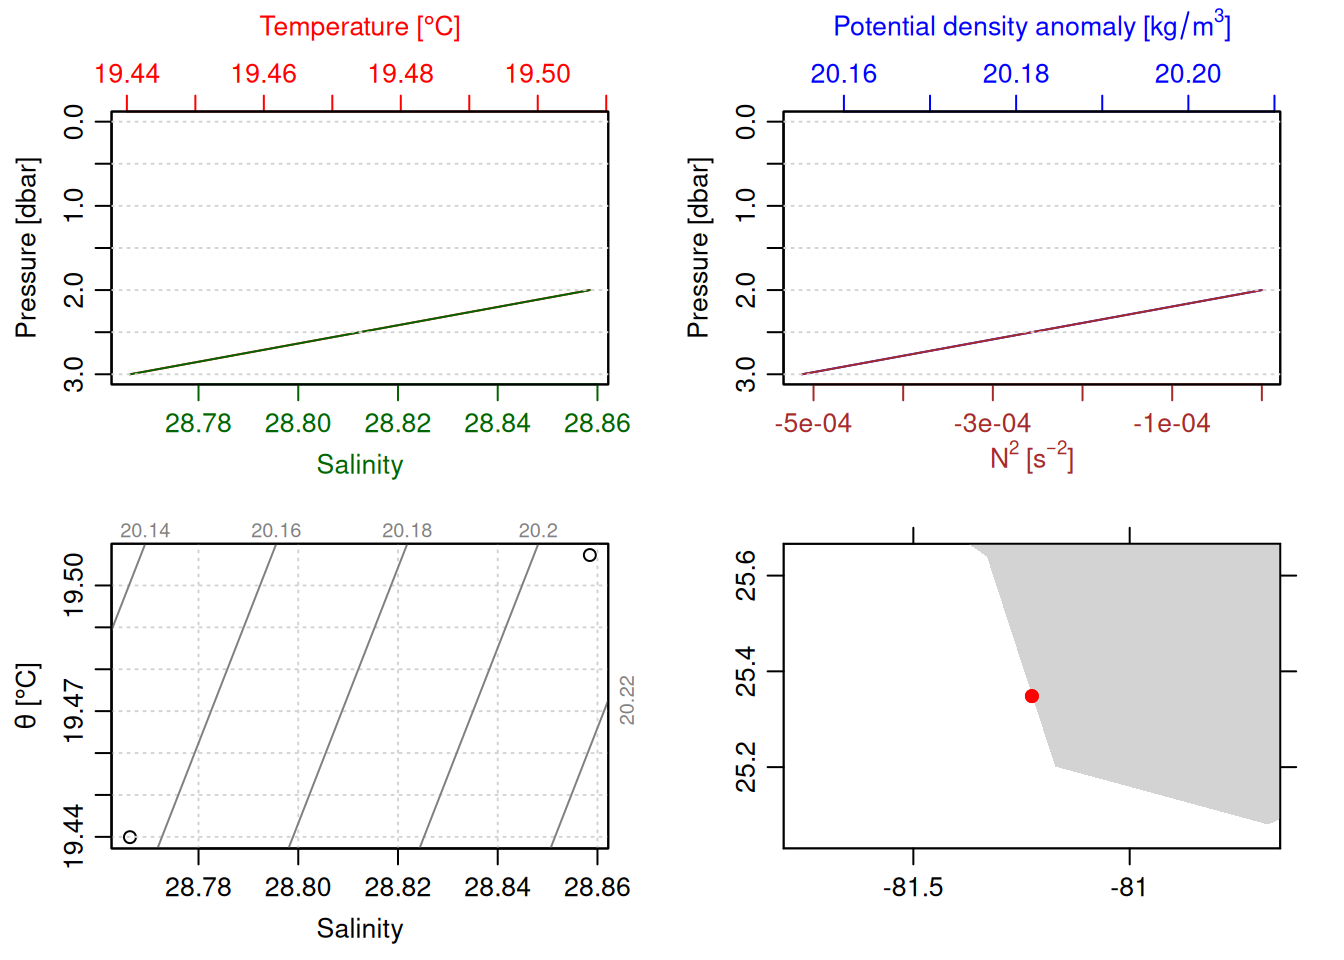 Temperature [°C]
19.44 19.46 19.48 19.50
Pressure [dbar]
0.0 1.0 2.0 3.0
28.78 28.80 28.82 28.84 28.86
Salinity
Potential density anomaly [kg/m³]
20.16 20.18 20.20
Pressure [dbar]
0.0 1.0 2.0 3.0
-5e-04 -3e-04 -1e-04
N² [s⁻²]
20.14 20.16 20.18 20.2
20.22
θ [°C]
19.50 19.47 19.44
28.78 28.80 28.82 28.84 28.86
Salinity
25.6 25.4 25.2
-81.5 -81